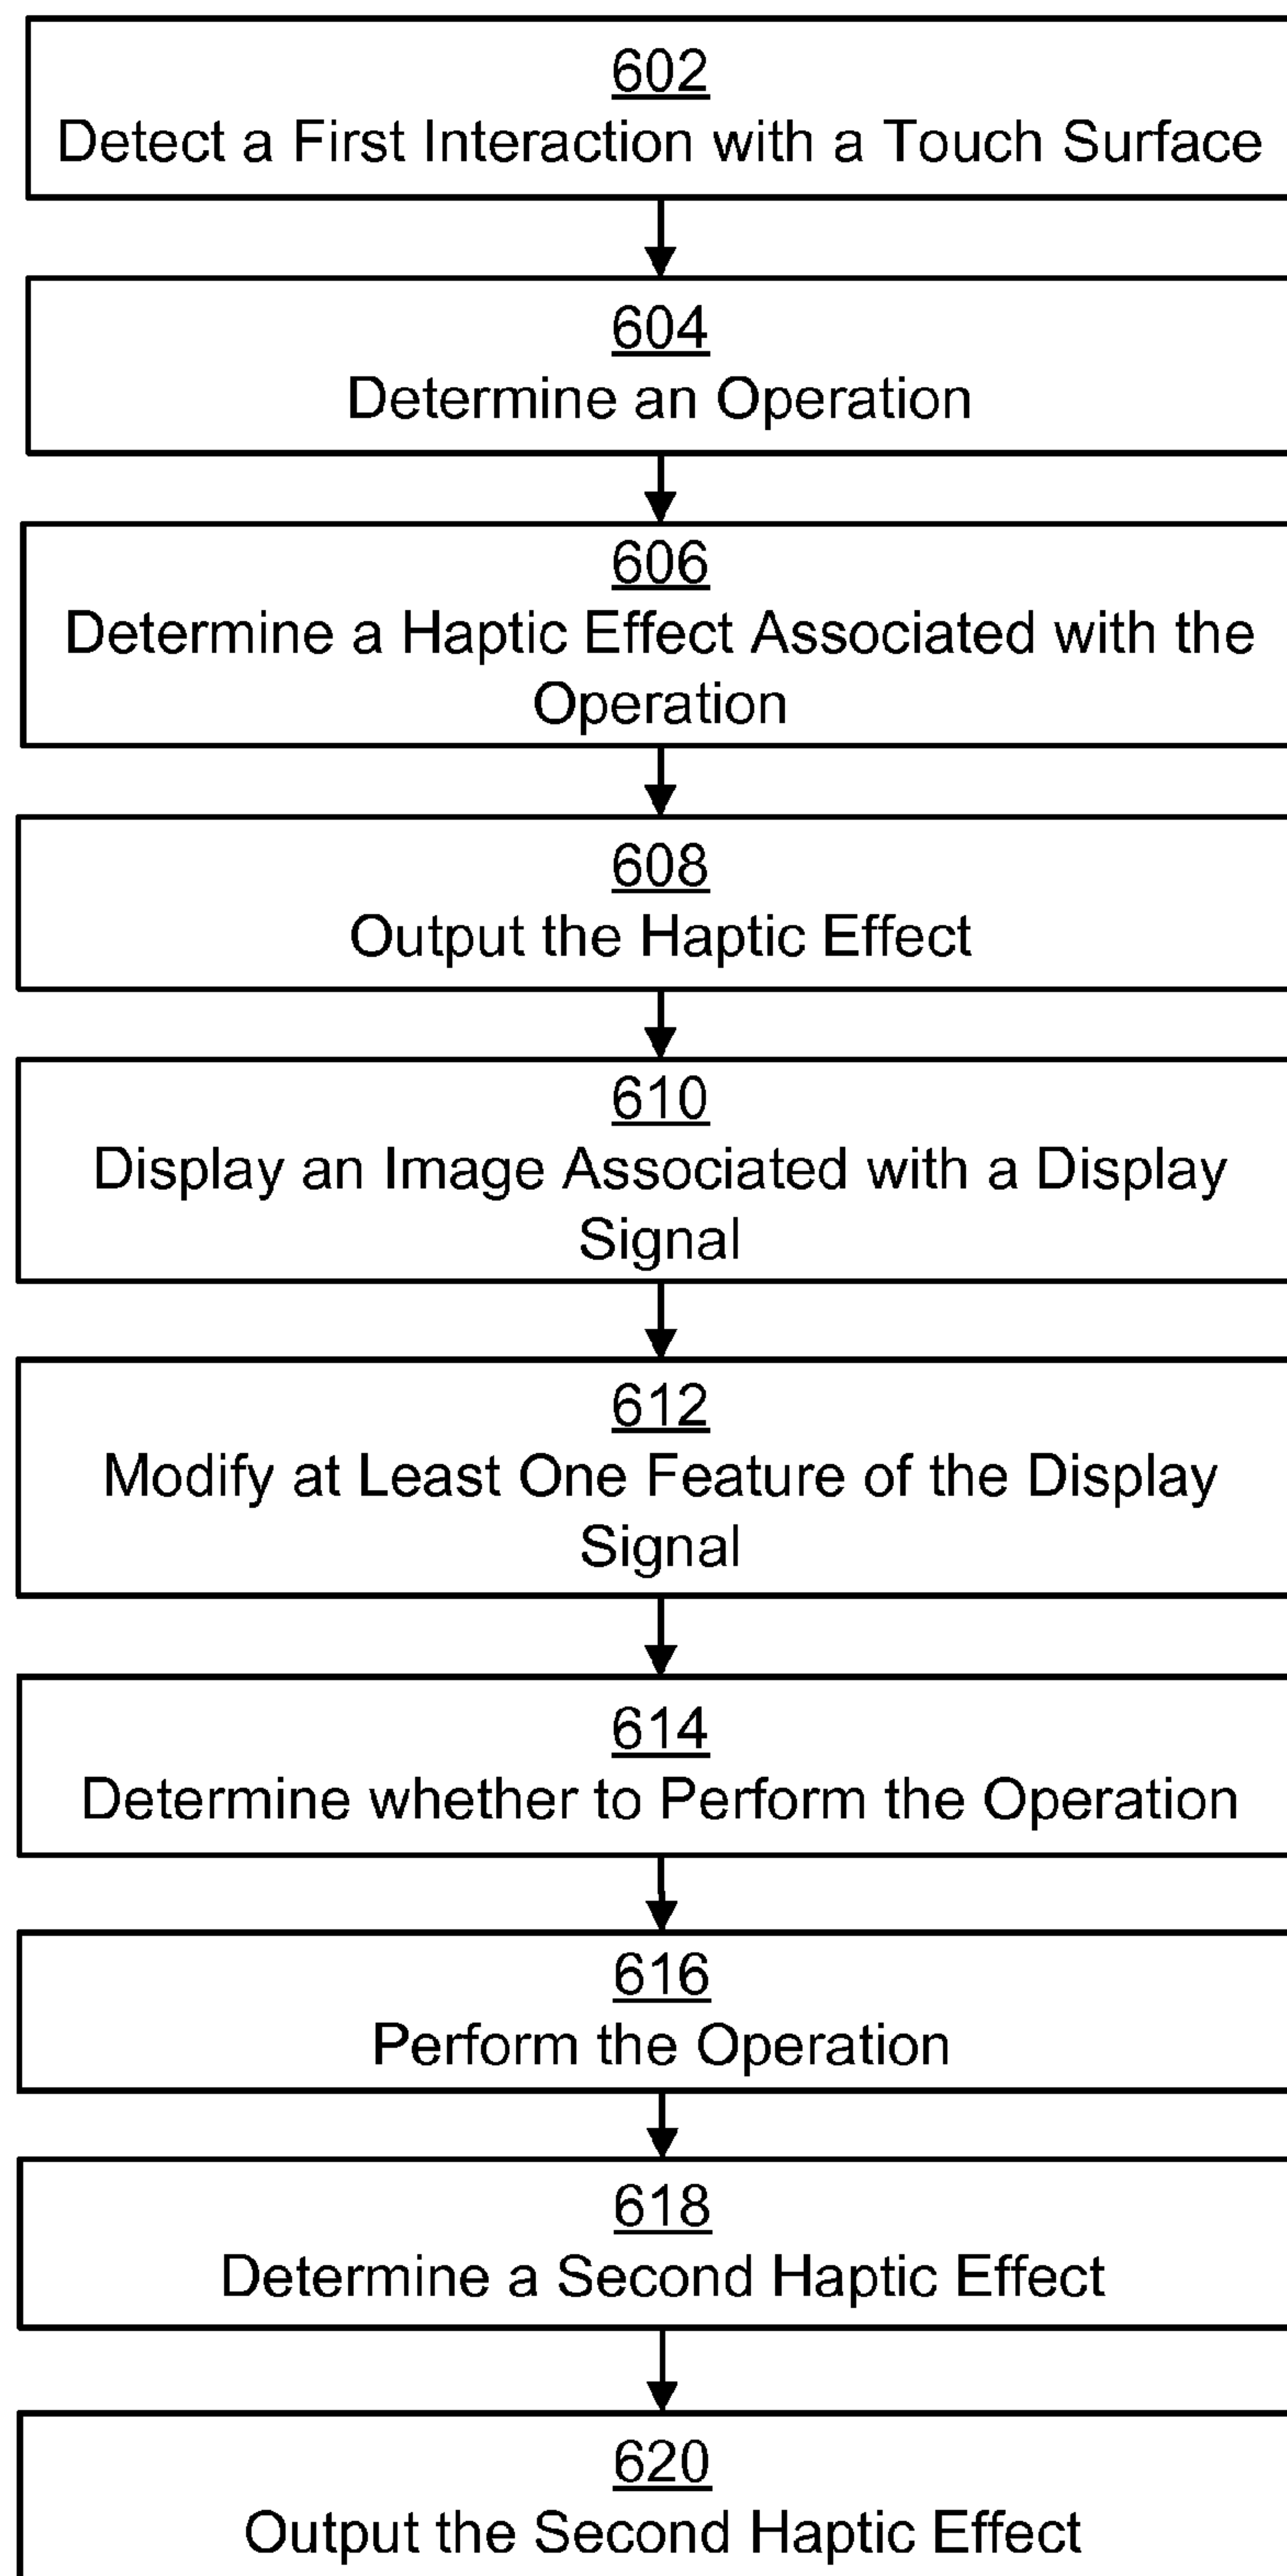 602
Detect a First Interaction with a Touch Surface
604
Determine an Operation
606
Determine a Haptic Effect Associated with the
Operation
608
Output the Haptic Effect
610
Display an Image Associated with a Display
Signal
612
Modify at Least One Feature of the Display
Signal
614
Determine whether to Perform the Operation
616
Perform the Operation
618
Determine a Second Haptic Effect
620
Output the Second Haptic Effect